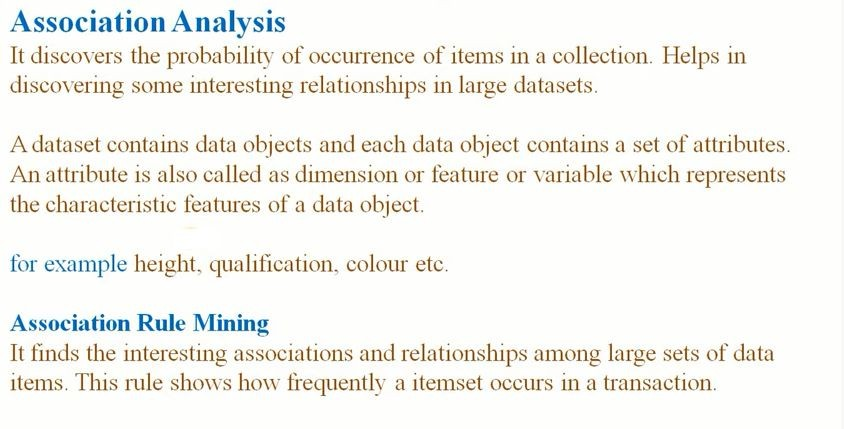 Association Analysis
It discovers the probability of occurrence of items in a collection. Helps in
discovering some interesting relationships in large datasets.
A dataset contains data objects and each data object contains a set of attributes.
An attribute is also called as dimension or feature or variable which represents
the characteristic features of a data object.
for example height, qualification, colour etc.
Association Rule Mining
It finds the interesting associations and relationships among large sets of data
items. This rule shows how frequently a itemset occurs in a transaction.